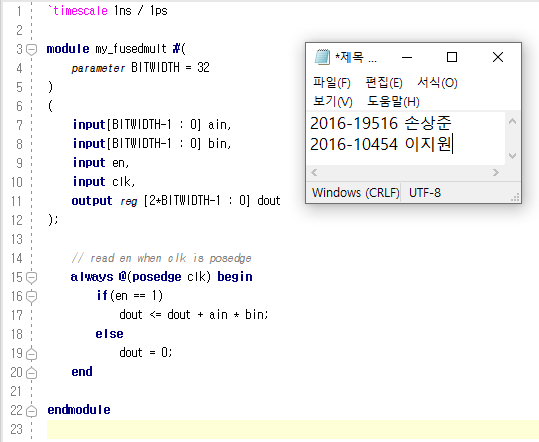 1 `timescale 1ns / 1ps
2
3 module my_fusedmult #(
4 parameter BITWIDTH = 32
5 )
6 (
7 input[BITWIDTH-1 : 0] ain,
8 input[BITWIDTH-1 : 0] bin,
9 input en,
10 input clk,
11 output reg [2*BITWIDTH-1 : 0] dout
12 );
13
14 // read en when clk is posedge
15 always @(posedge clk) begin
16 if(en == 1)
17 dout <= dout + ain * bin;
18 else
19 dout = 0;
20 end
21
22 endmodule
23
*제목 ...
파일(F) 편집(E) 서식(O)
보기(V) 도움말(H)
2016-19516 손상준
2016-10454 이지원
Windows (CRLF) UTF-8